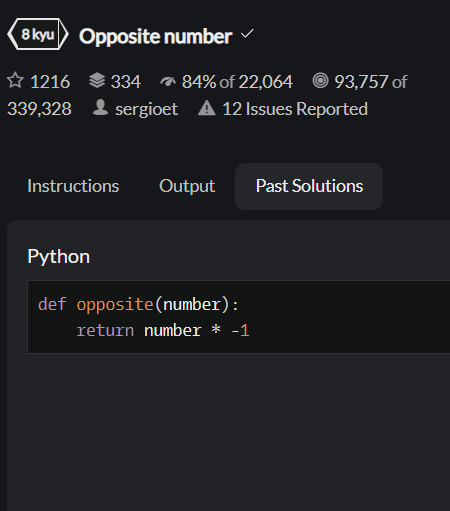 8 kyu Opposite number
1216 334 84% of 22,064 93,757 of
339,328 sergioet 12 Issues Reported
Instructions Output Past Solutions
Python
def opposite(number):
    return number * -1